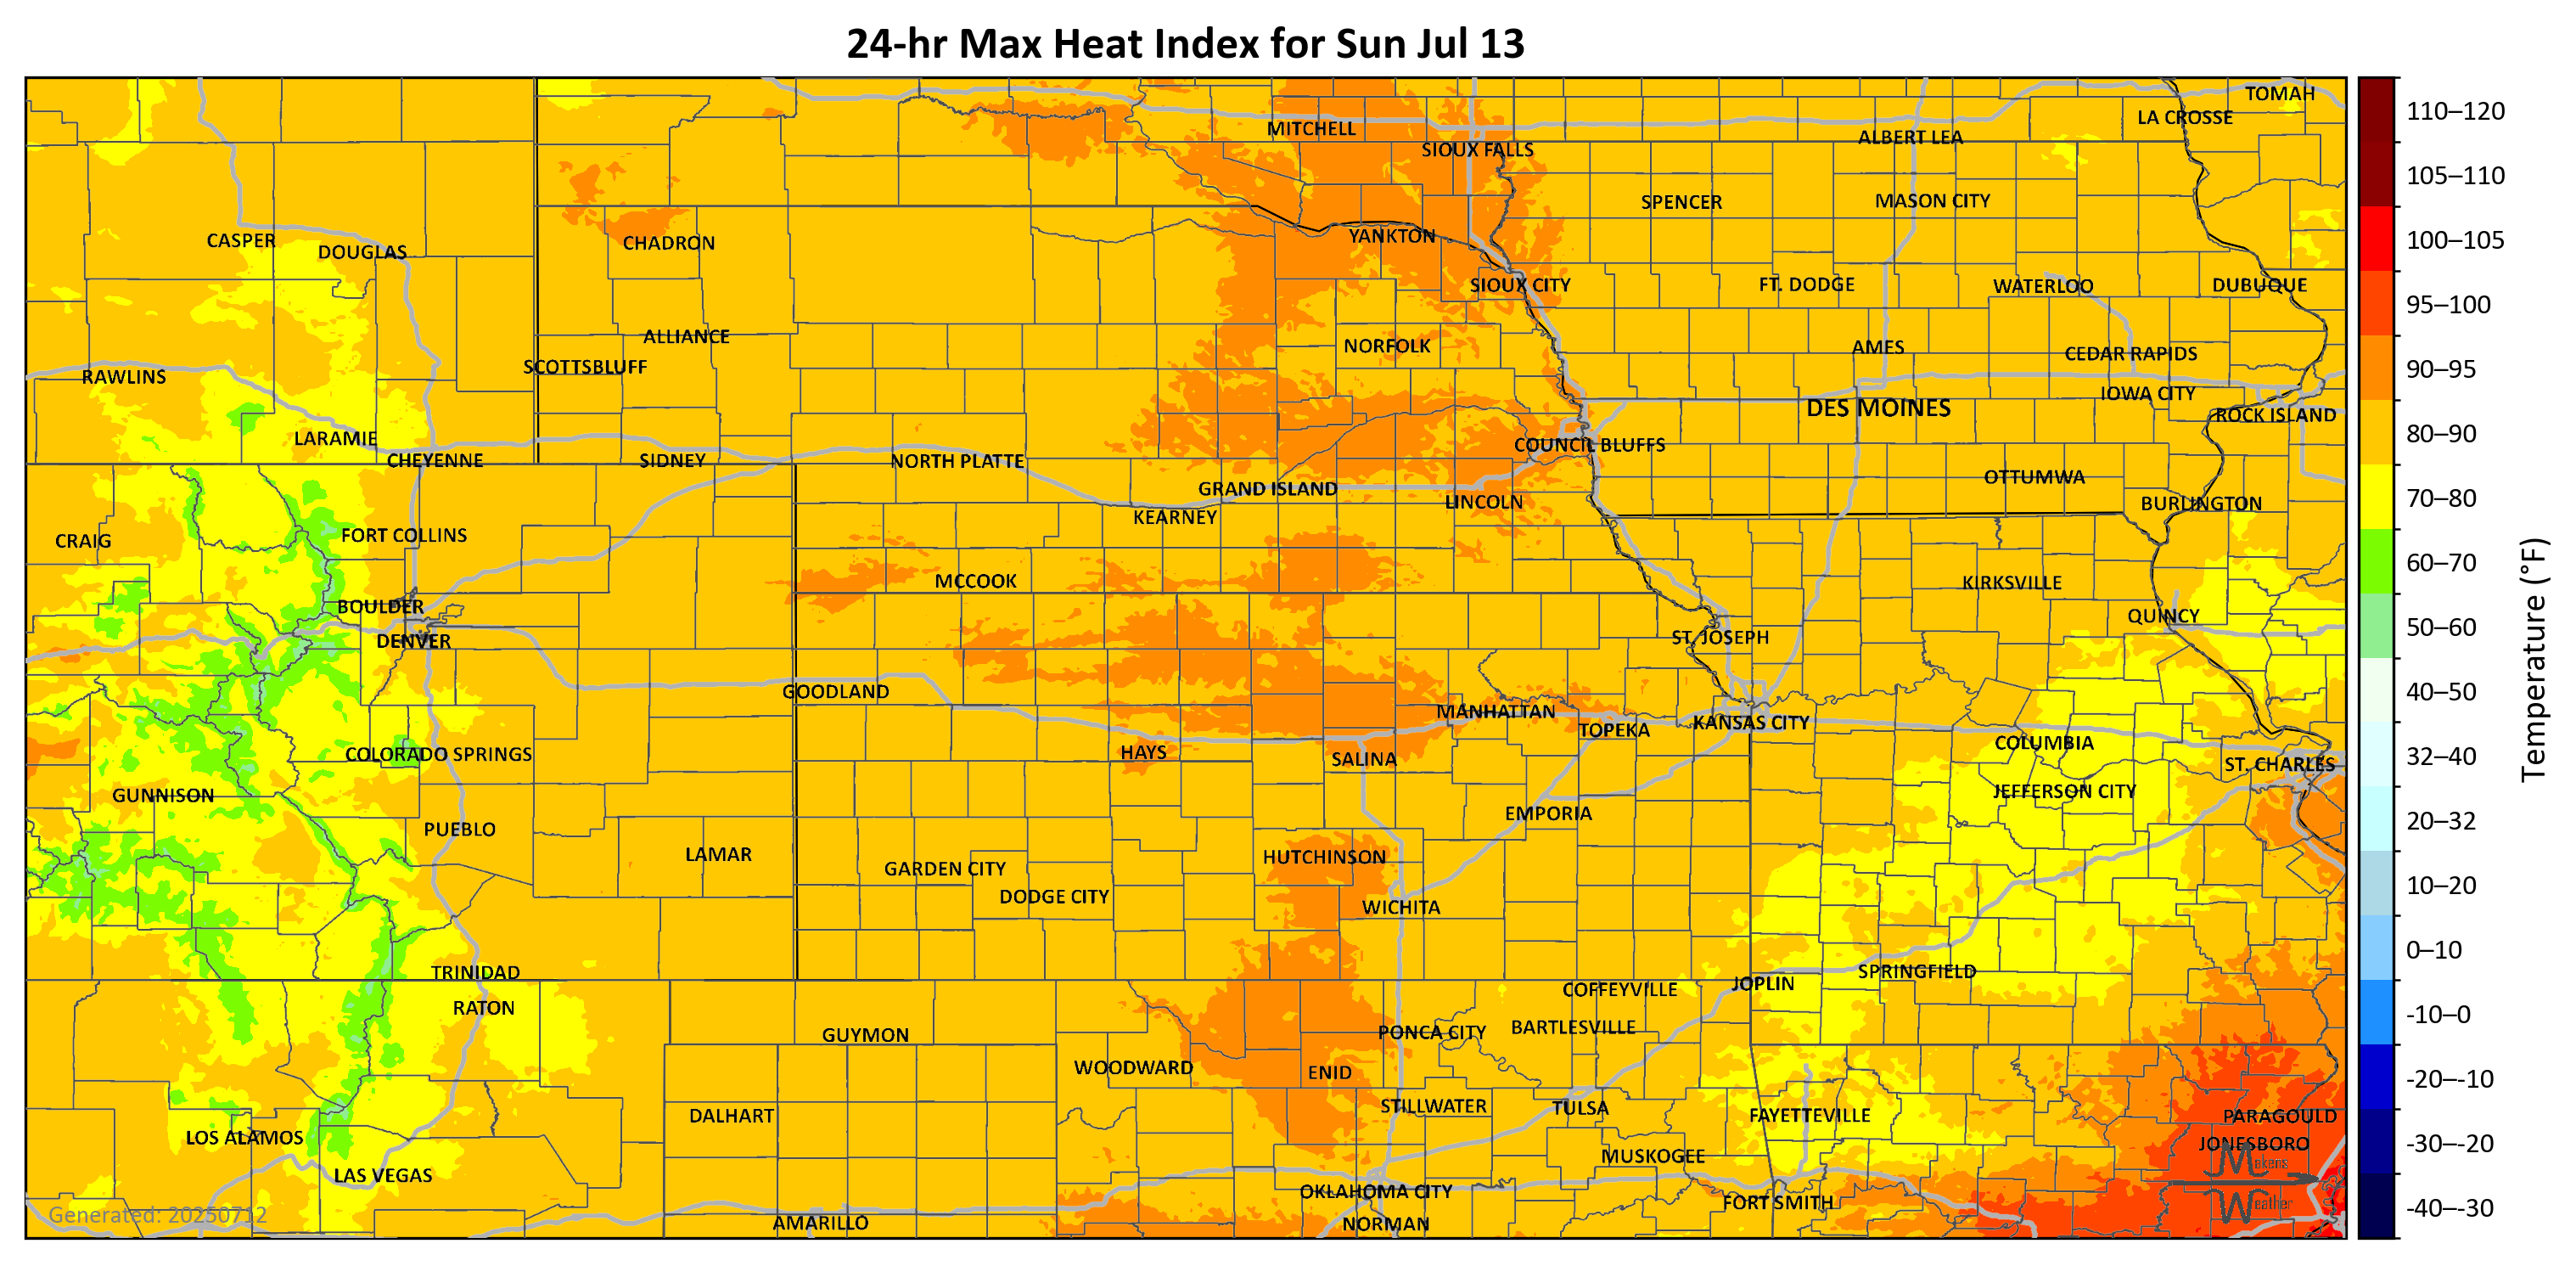 24-hr Max Heat Index for Sun Jul 13
TOMAH
LA CROSSE
MITCHELL
ALBERT LEA
SIOUX FALLS
SPENCER
MASON CITY
CASPER
DOUGLAS
CHADRON
YANKTON
SIOUX CITY
FT. DODGE
WATERLOO
DUBUQUE
ALLIANCE
NORFOLK
AMES
CEDAR RAPIDS
SCOTTSBLUFF
RAWLINS
IOWA CITY
DES MOINES
ROCK ISLAND
LARAMIE
COUNCIL BLUFFS
CHEYENNE
SIDNEY
NORTH PLATTE
OTTUMWA
GRAND ISLAND
LINCOLN
BURLINGTON
KEARNEY
CRAIG
FORT COLLINS
MCCOOK
KIRKSVILLE
BOULDER
QUINCY
DENVER
ST. JOSEPH
GOODLAND
MANHATTAN
TOPEKA
KANSAS CITY
COLUMBIA
COLORADO SPRINGS
HAYS
SALINA
ST. CHARLES
GUNNISON
JEFFERSON CITY
EMPORIA
PUEBLO
LAMAR
HUTCHINSON
GARDEN CITY
DODGE CITY
WICHITA
TRINIDAD
SPRINGFIELD
JOPLIN
COFFEYVILLE
RATON
GUYMON
PONCA CITY
BARTLESVILLE
WOODWARD
ENID
STILLWATER
TULSA
DALHART
FAYETTEVILLE
PARAGOULD
LOS ALAMOS
JONESBORO
MUSKOGEE
LAS VEGAS
OKLAHOMA CITY
FORT SMITH
AMARILLO
NORMAN
Makens
Weather
Generated: 20250712
110–120
105–110
100–105
95–100
90–95
80–90
70–80
60–70
50–60
40–50
32–40
20–32
10–20
0–10
-10–0
-20–-10
-30–-20
-40–-30
Temperature (°F)